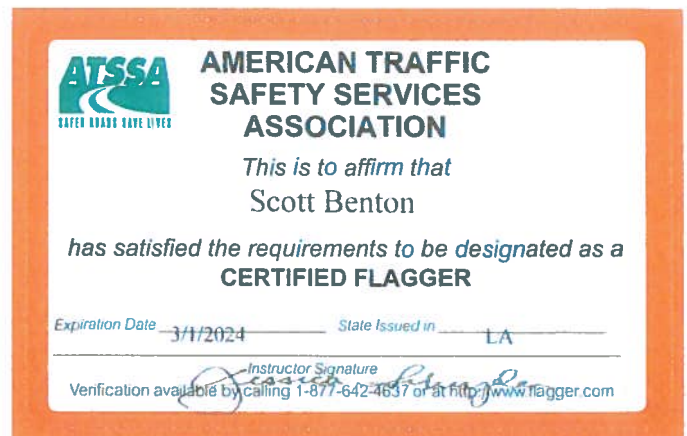 ATSSA
SAFER ROADS SAVE LIVES
AMERICAN TRAFFIC
SAFETY SERVICES
ASSOCIATION
This is to affirm that
Scott Benton
has satisfied the requirements to be designated as a
CERTIFIED FLAGGER
Expiration Date 3/1/2024 State Issued in LA
Instructor Signature
Jessica
Verification available by calling 1-877-642-4637 or at http://www.flagger.com